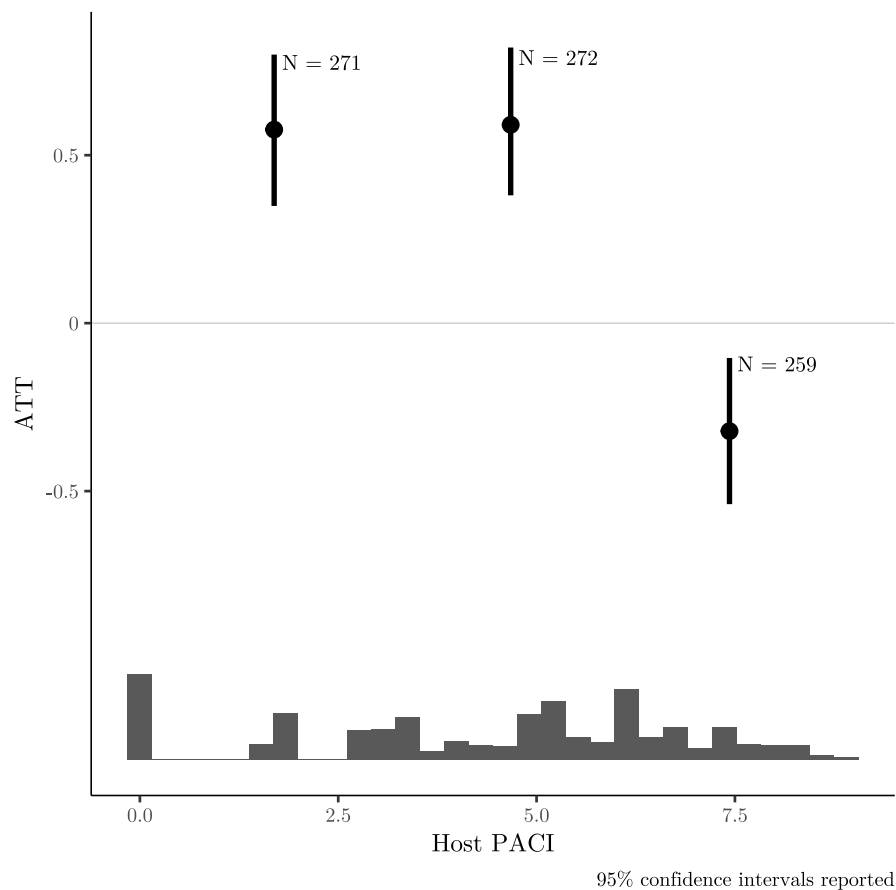 N = 271
N = 272
0.5
0
N = 259
ATT
-0.5
0.0
2.5
5.0
7.5
Host PACI
95% confidence intervals reported